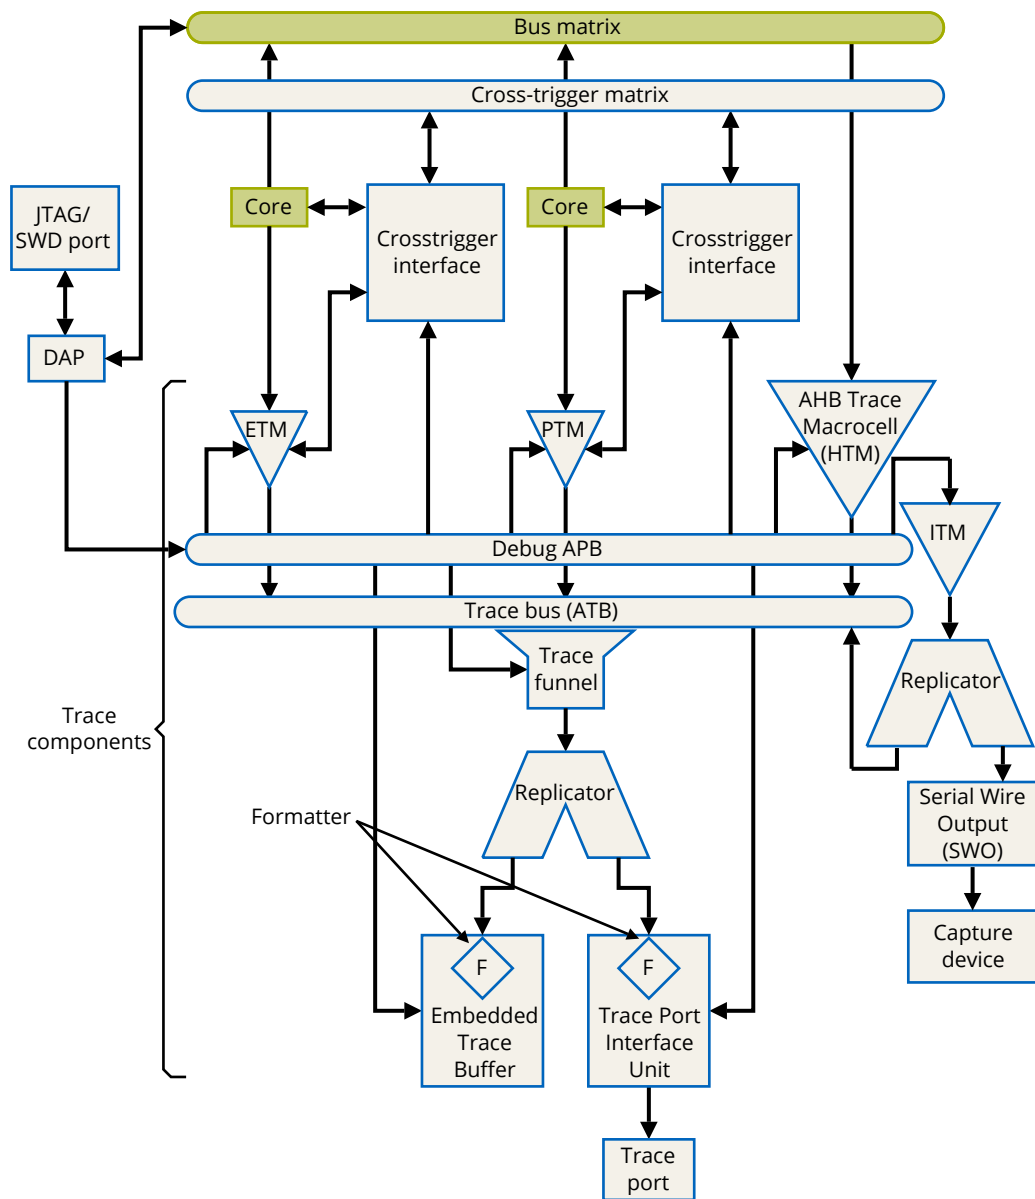 Bus matrix
Cross-trigger matrix
JTAG/
SWD port
Core
Crosstrigger
interface
Core
Crosstrigger
interface
DAP
ETM
PTM
AHB Trace
Macrocell
(HTM)
ITM
Debug APB
Trace bus (ATB)
Trace
funnel
Replicator
Trace
components
Replicator
Formatter
Serial Wire
Output
(SWO)
Capture
device
F
Embedded
Trace
Buffer
F
Trace Port
Interface
Unit
Trace
port